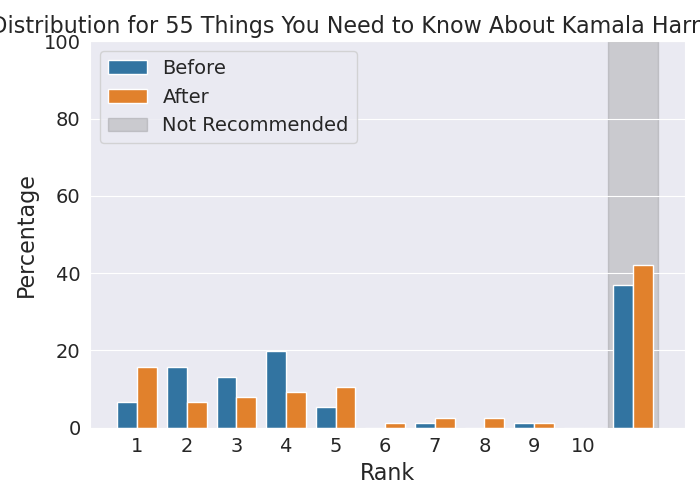 Distribution for 55 Things You Need to Know About Kamala Harr
100
80
60
40
20
0
Percentage
Before
After
Not Recommended
1 2 3 4 5 6 7 8 9 10
Rank